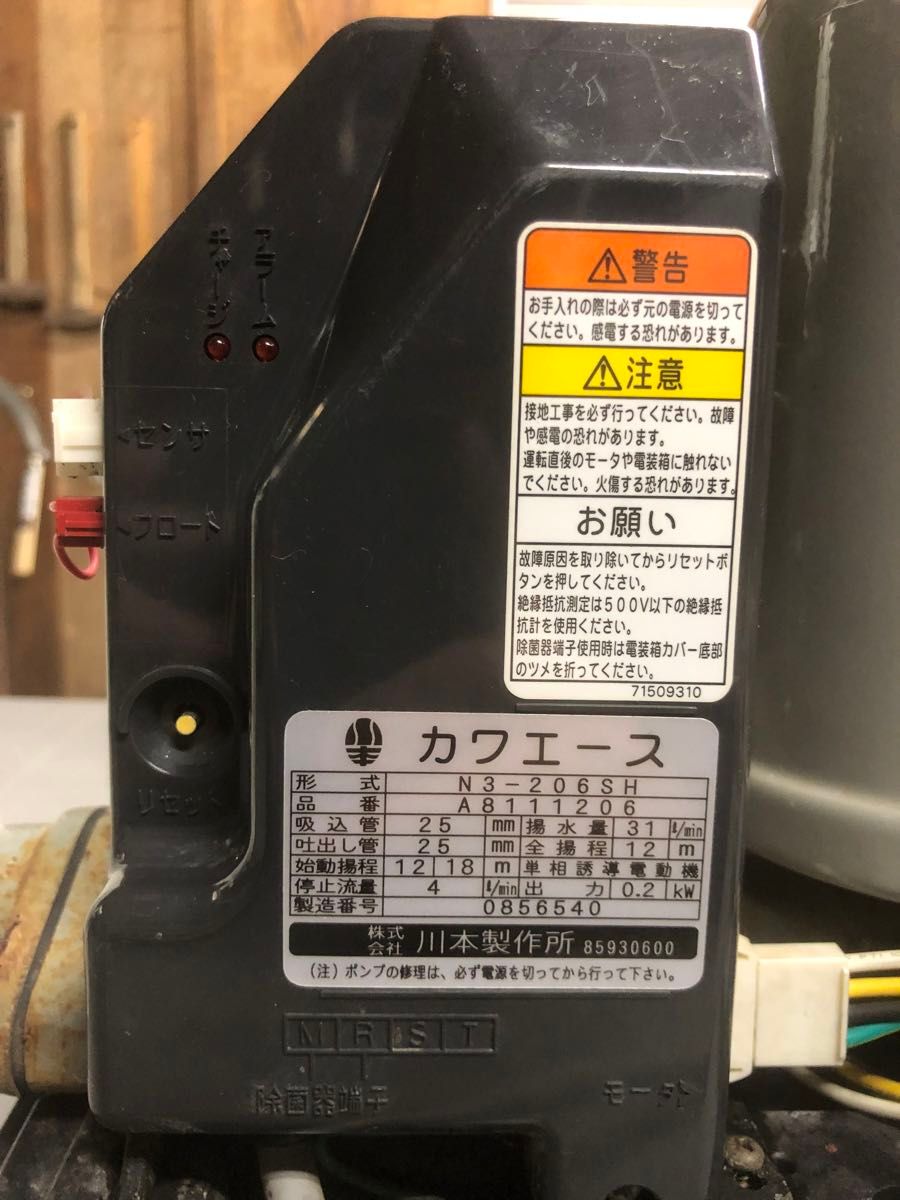 チャージ
アラーム
センサ
フロート
リセット
⚠警告
お手入れの際は必ず元の電源を切って
ください。感電する恐れがあります。
⚠注意
接地工事を必ず行ってください。故障
や感電の恐れがあります。
運転直後のモータや電装箱に触れない
でください。火傷する恐れがあります。
お願い
故障原因を取り除いてからリセットボ
タンを押してください。
絶縁抵抗測定は500V以下の絶縁抵
抗計を使用ください。
除菌器端子使用時は電装箱カバー底部
のツメを折ってください。
71509310
カワエース
形式 N3-206SH
品番 A8111206
吸込管 25 mm 揚水量 31 ℓ/min
吐出し管 25 mm 全揚程 12 m
始動揚程 12 18 m 単相誘導電動機
停止流量 4 ℓ/min 出力 0.2 kW
製造番号 0856540
株式会社 川本製作所 85930600
(注) ポンプの修理は、必ず電源を切ってから行って下さい。
M R S T
除菌器端子
モータ